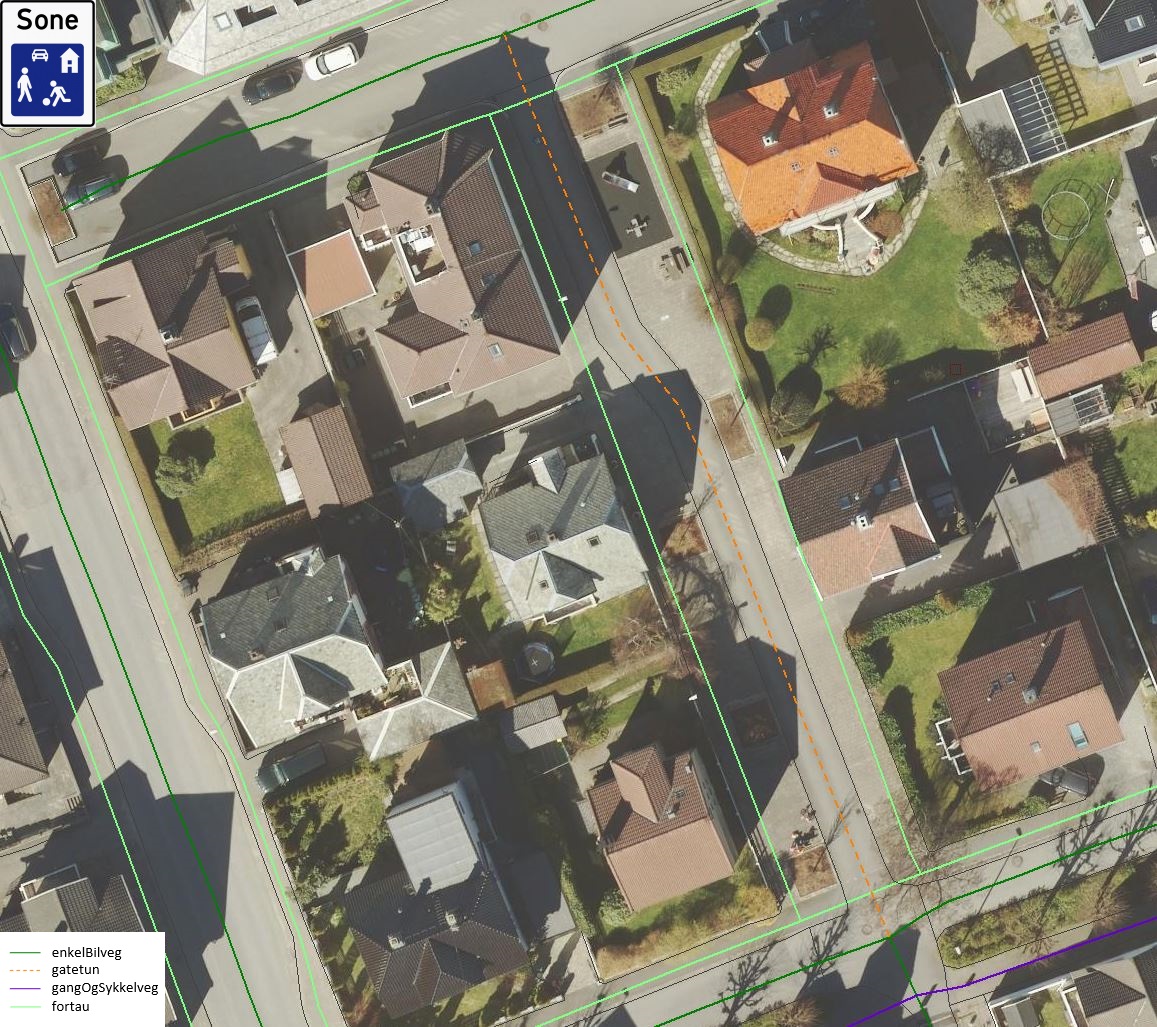 Sone
enkelBilveg
gatetun
gangOgSykkelveg
fortau